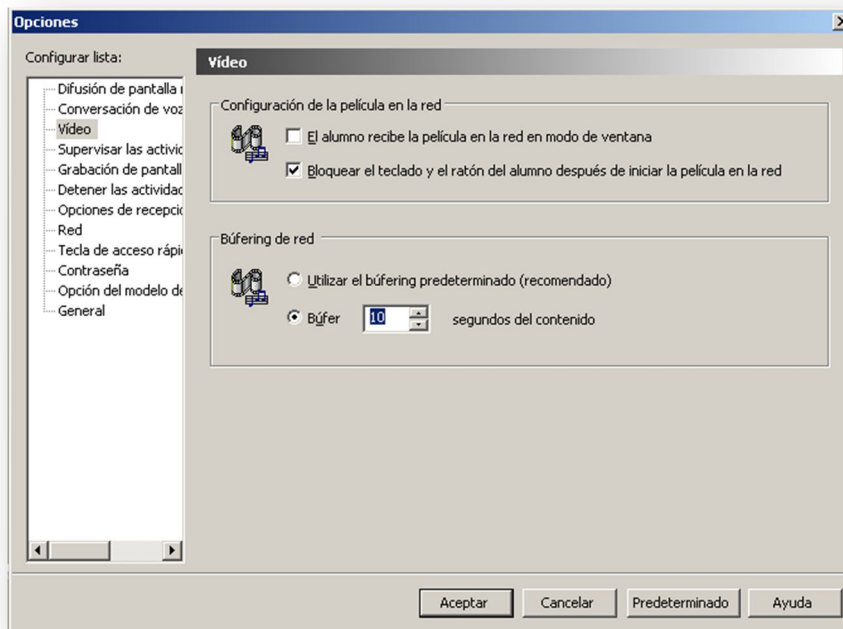 Opciones
Configurar lista:
Difusión de pantalla
Conversación de voz
Vídeo
Supervisar las activic
Grabación de pantall
Detener las actividac
Opciones de recepcic
Red
Tecla de acceso rápi
Contraseña
Opción del modelo de
General
Vídeo
Configuración de la película en la red
El alumno recibe la película en la red en modo de ventana
Bloquear el teclado y el ratón del alumno después de iniciar la película en la red
Búfering de red
Utilizar el búfering predeterminado (recomendado)
Búfer 10 segundos del contenido
Aceptar Cancelar Predeterminado Ayuda